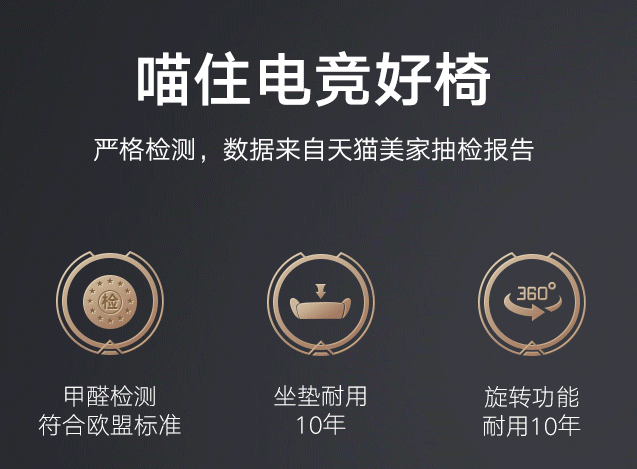 喵住电竞好椅
严格检测，数据来自天猫美家抽检报告
检
360°
甲醛检测
符合欧盟标准
坐垫耐用
10年
旋转功能
耐用10年